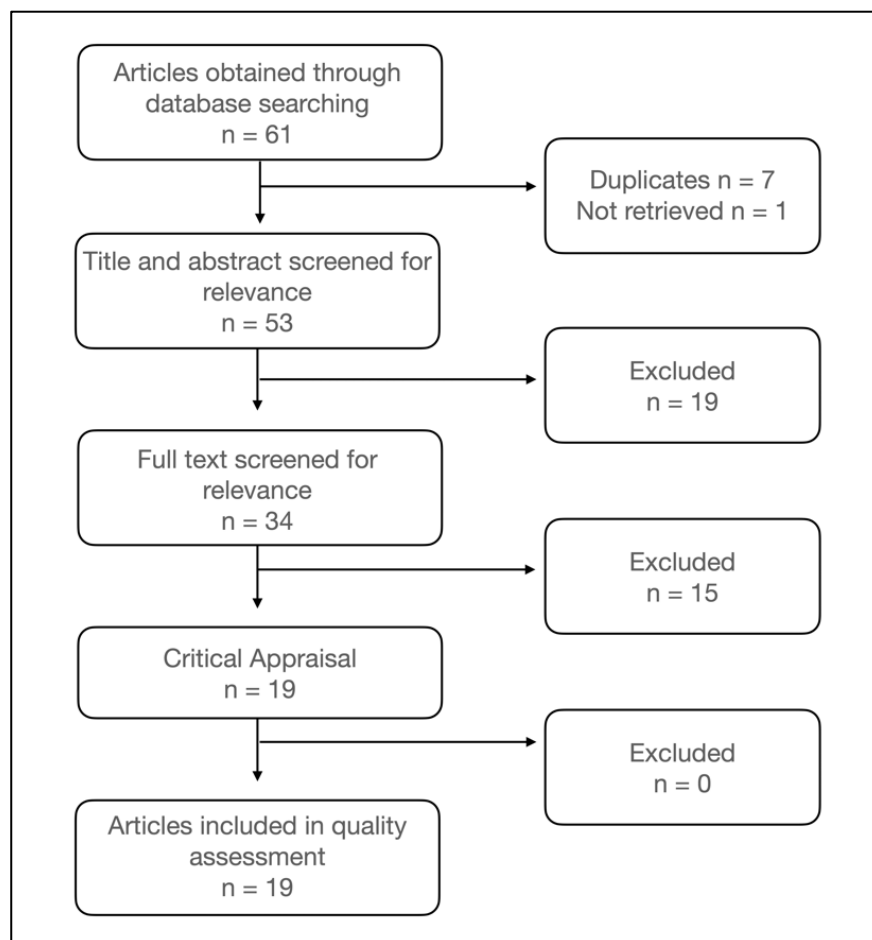 Articles obtained through
database searching
n = 61
Duplicates n = 7
Not retrieved n = 1
Title and abstract screened for
relevance
n = 53
Excluded
n = 19
Full text screened for
relevance
n = 34
Excluded
n = 15
Critical Appraisal
n = 19
Excluded
n = 0
Articles included in quality
assessment
n = 19